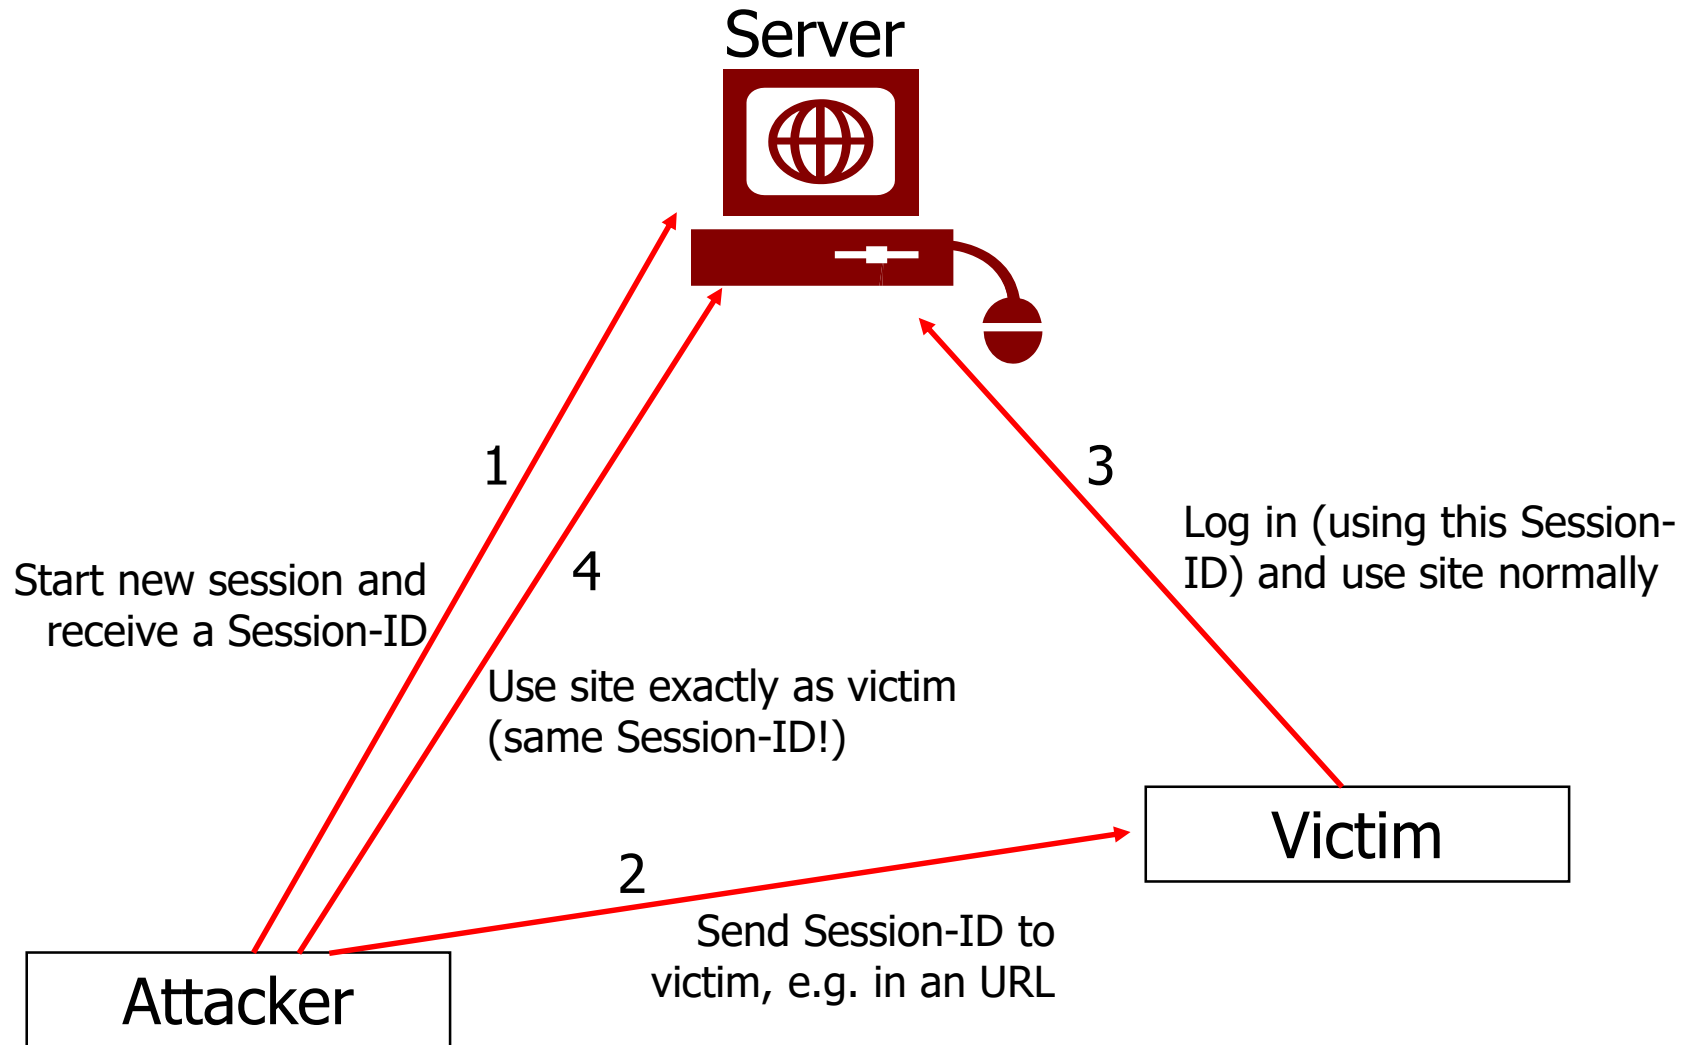 Server
1
3
Log in (using this Session-
ID) and use site normally
4
Start new session and
receive a Session-ID
Use site exactly as victim
(same Session-ID!)
Victim
2
Send Session-ID to
victim, e.g. in an URL
Attacker